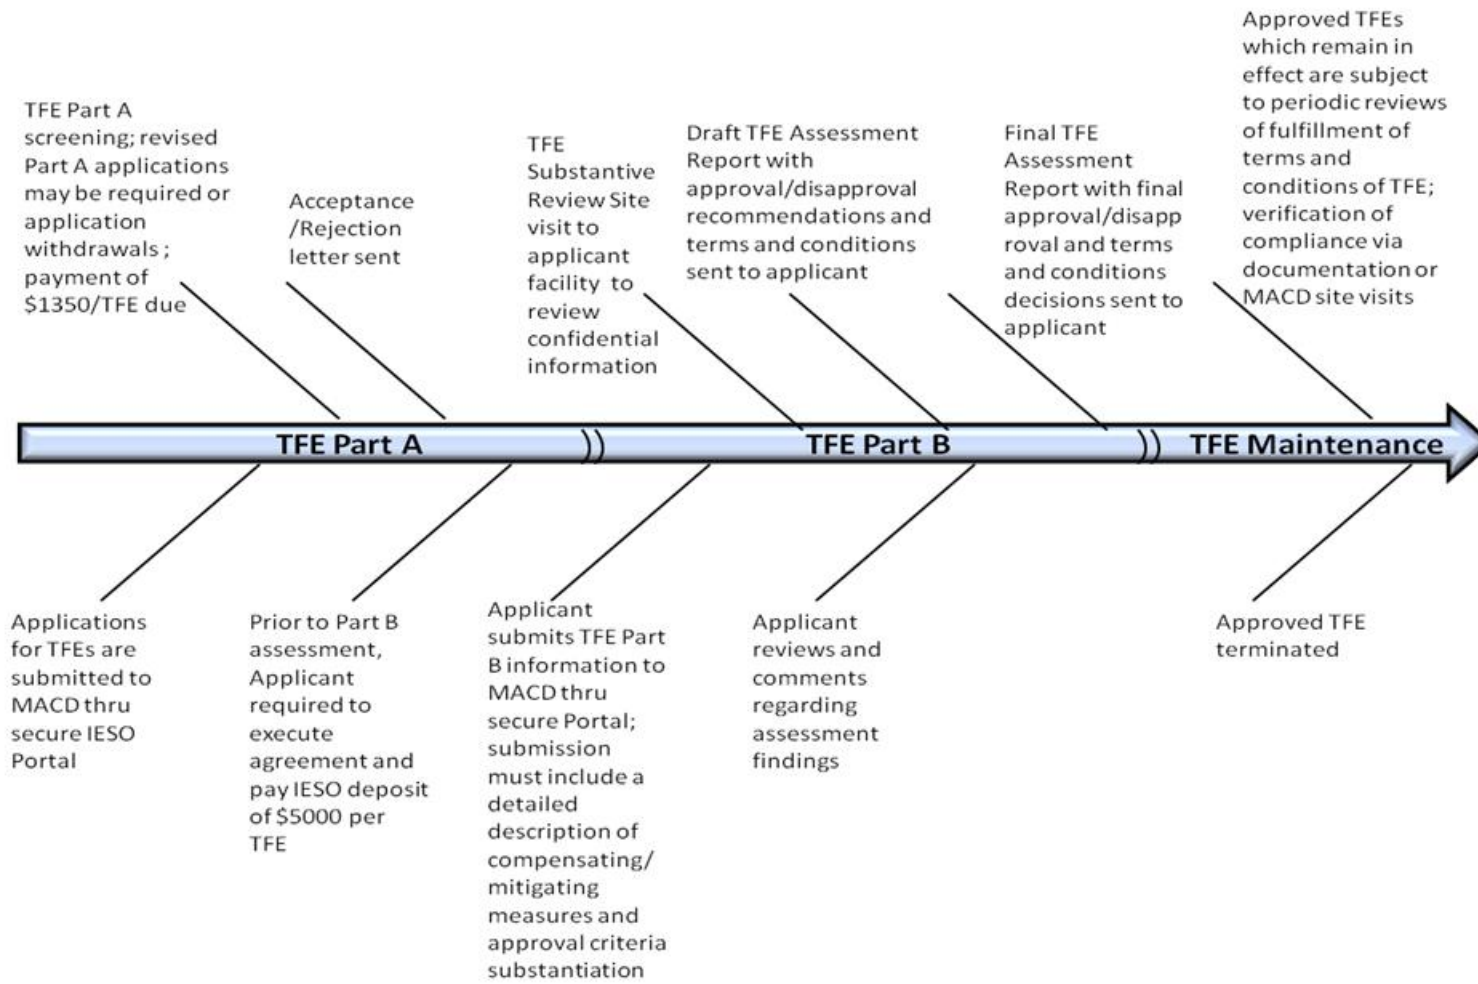 TFE Part A
screening; revised
Part A applications
may be required or
application
withdrawals ;
payment of
$1350/TFE due
Acceptance
/Rejection
letter sent
TFE
Substantive
Review Site
visit to
applicant
facility to
review
confidential
information
Draft TFE Assessment
Report with
approval/disapproval
recommendations and
terms and conditions
sent to applicant
Final TFE
Assessment
Report with final
approval/disapp
roval and terms
and conditions
decisions sent to
applicant
Approved TFEs
which remain in
effect are subject
to periodic reviews
of fulfillment of
terms and
conditions of TFE;
verification of
compliance via
documentation or
MACD site visits
TFE Part A
TFE Part B
TFE Maintenance
Applications
for TFEs are
submitted to
MACD thru
secure IESO
Portal
Prior to Part B
assessment,
Applicant
required to
execute
agreement and
pay IESO deposit
of $5000 per
TFE
Applicant
submits TFE Part
B information to
MACD thru
secure Portal;
submission
must include a
detailed
description of
compensating/
mitigating
measures and
approval criteria
substantiation
Applicant
reviews and
comments
regarding
assessment
findings
Approved TFE
terminated